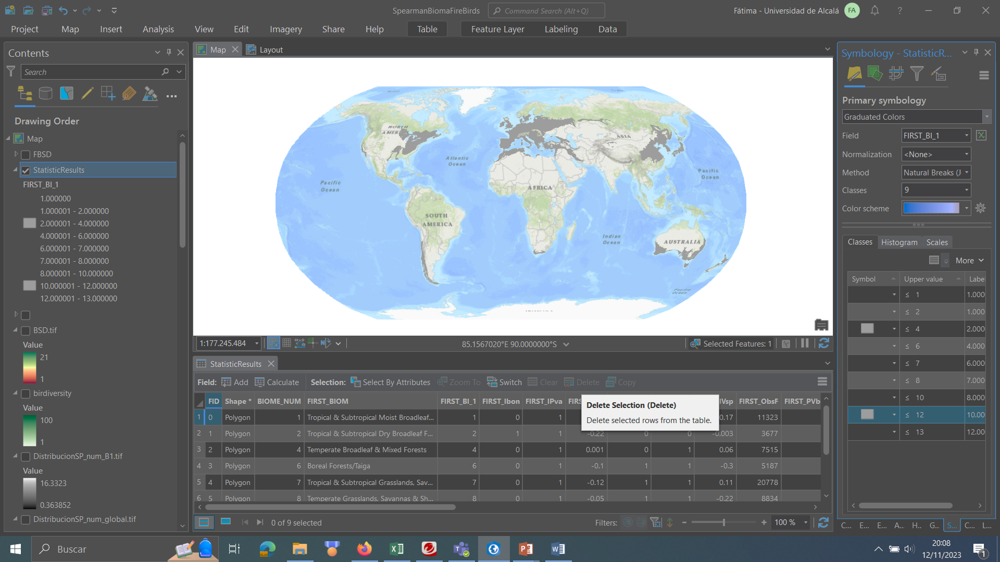 SpearmanBiomaFireBirds
Command Search (Alt+Q)
Fátima - Universidad de Alcalá
FA
?
Project
Map
Insert
Analysis
View
Edit
Imagery
Share
Help
Table
Feature Layer
Labeling
Data
Contents
Search
Drawing Order
Map
FBSD
StatisticResults
FIRST_BI_1
1.000000
1.000001 - 2.000000
2.000001 - 4.000000
4.000001 - 6.000000
6.000001 - 7.000000
7.000001 - 8.000000
8.000001 - 10.000000
10.000001 - 12.000000
12.000001 - 13.000000
BSD.tif
Value
21
1
birdiversity
Value
100
1
DistribucionSP_num_B1.tif
Value
16.3323
0.363852
DistribucionSP_num_global.tif
Map
Layout
NORTH
AMER
ASIA
Atlantic
Ocean
Pacific
Ocean
Pacific
Ocean
AFRICA
SOUTH
AMERICA
Indian
Ocean
AUSTRALIA
1:177.245.484
85.1567020°E 90.0000000°S
Selected Features: 1
StatisticResults
Field: Add Calculate Selection: Select By Attributes Zoom To Switch Clear Delete Copy
FID Shape * BIOME_NUM FIRST_BIOM FIRST_BI_1 FIRST_Ibon FIRST_IPva FIRS IVsp FIRST_ObsF FIRST_PVb
1 0 Polygon 1 Tropical & Subtropical Moist Broadleaf... 1 0 1 0.17 11323
2 1 Polygon 2 Tropical & Subtropical Dry Broadleaf F... 2 1 1 -0.22 0 0 -0.003 3677
3 2 Polygon 4 Temperate Broadleaf & Mixed Forests 4 0 1 0.001 0 1 0.06 7515
4 3 Polygon 6 Boreal Forests/Taiga 6 0 1 -0.1 1 1 -0.3 5187
5 4 Polygon 7 Tropical & Subtropical Grasslands, Sav... 7 0 1 -0.12 1 1 0.11 20778
6 5 Polygon 8 Temperate Grasslands, Savannas & Sh... 8 0 1 -0.05 1 1 -0.22 8834
Delete Selection (Delete)
Delete selected rows from the table.
0 of 9 selected
Filters:
100 %
Symbology - StatisticR...
Primary symbology
Graduated Colors
Field FIRST_BI_1
Normalization <None>
Method Natural Breaks (J
Classes 9
Color scheme
Classes
Histogram
Scales
More
Symbol Upper value Labe
≤ 1 1.000
≤ 2 1.000
≤ 4 2.000
≤ 6 4.000
≤ 7 6.000
≤ 8 7.000
≤ 10 8.000
≤ 12 10.00
≤ 13 12.00
C... E... E... A... H... G... S... C... L...
Buscar
20:08
12/11/2023
1